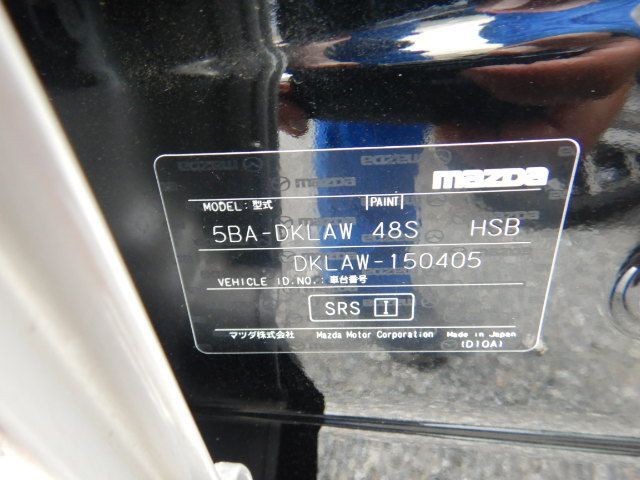 mazda
MODEL: 型式 PAINT
5BA-DKLAW 48S HSB
DKLAW-150405
VEHICLE ID.NO.: 車台番号
SRS I
マツダ株式会社 Mazda Motor Corporation Made in Japan
(D10A)